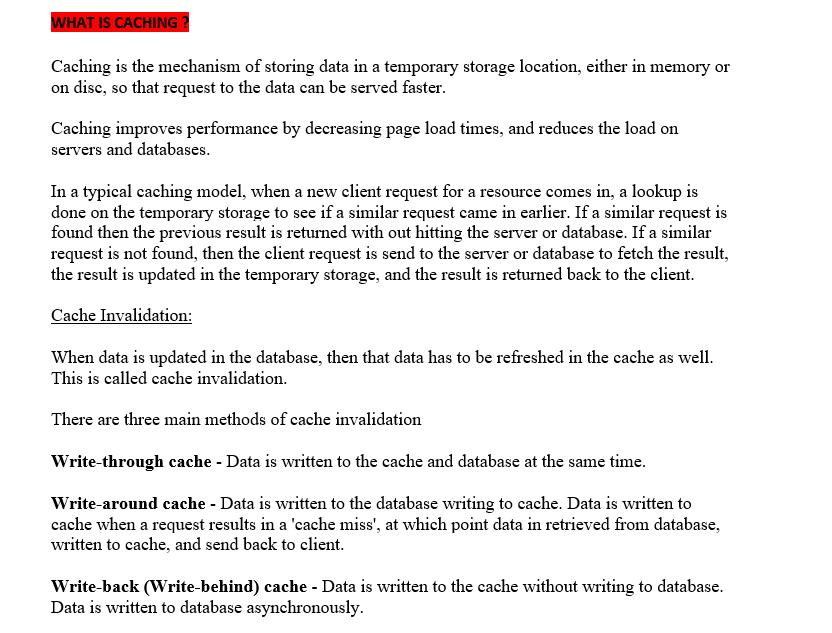 WHAT IS CACHING ?
Caching is the mechanism of storing data in a temporary storage location, either in memory or
on disc, so that request to the data can be served faster.
Caching improves performance by decreasing page load times, and reduces the load on
servers and databases.
In a typical caching model, when a new client request for a resource comes in, a lookup is
done on the temporary storage to see if a similar request came in earlier. If a similar request is
found then the previous result is returned with out hitting the server or database. If a similar
request is not found, then the client request is send to the server or database to fetch the result,
the result is updated in the temporary storage, and the result is returned back to the client.
Cache Invalidation:
When data is updated in the database, then that data has to be refreshed in the cache as well.
This is called cache invalidation.
There are three main methods of cache invalidation
Write-through cache - Data is written to the cache and database at the same time.
Write-around cache - Data is written to the database writing to cache. Data is written to
cache when a request results in a 'cache miss', at which point data in retrieved from database,
written to cache, and send back to client.
Write-back (Write-behind) cache - Data is written to the cache without writing to database.
Data is written to database asynchronously.